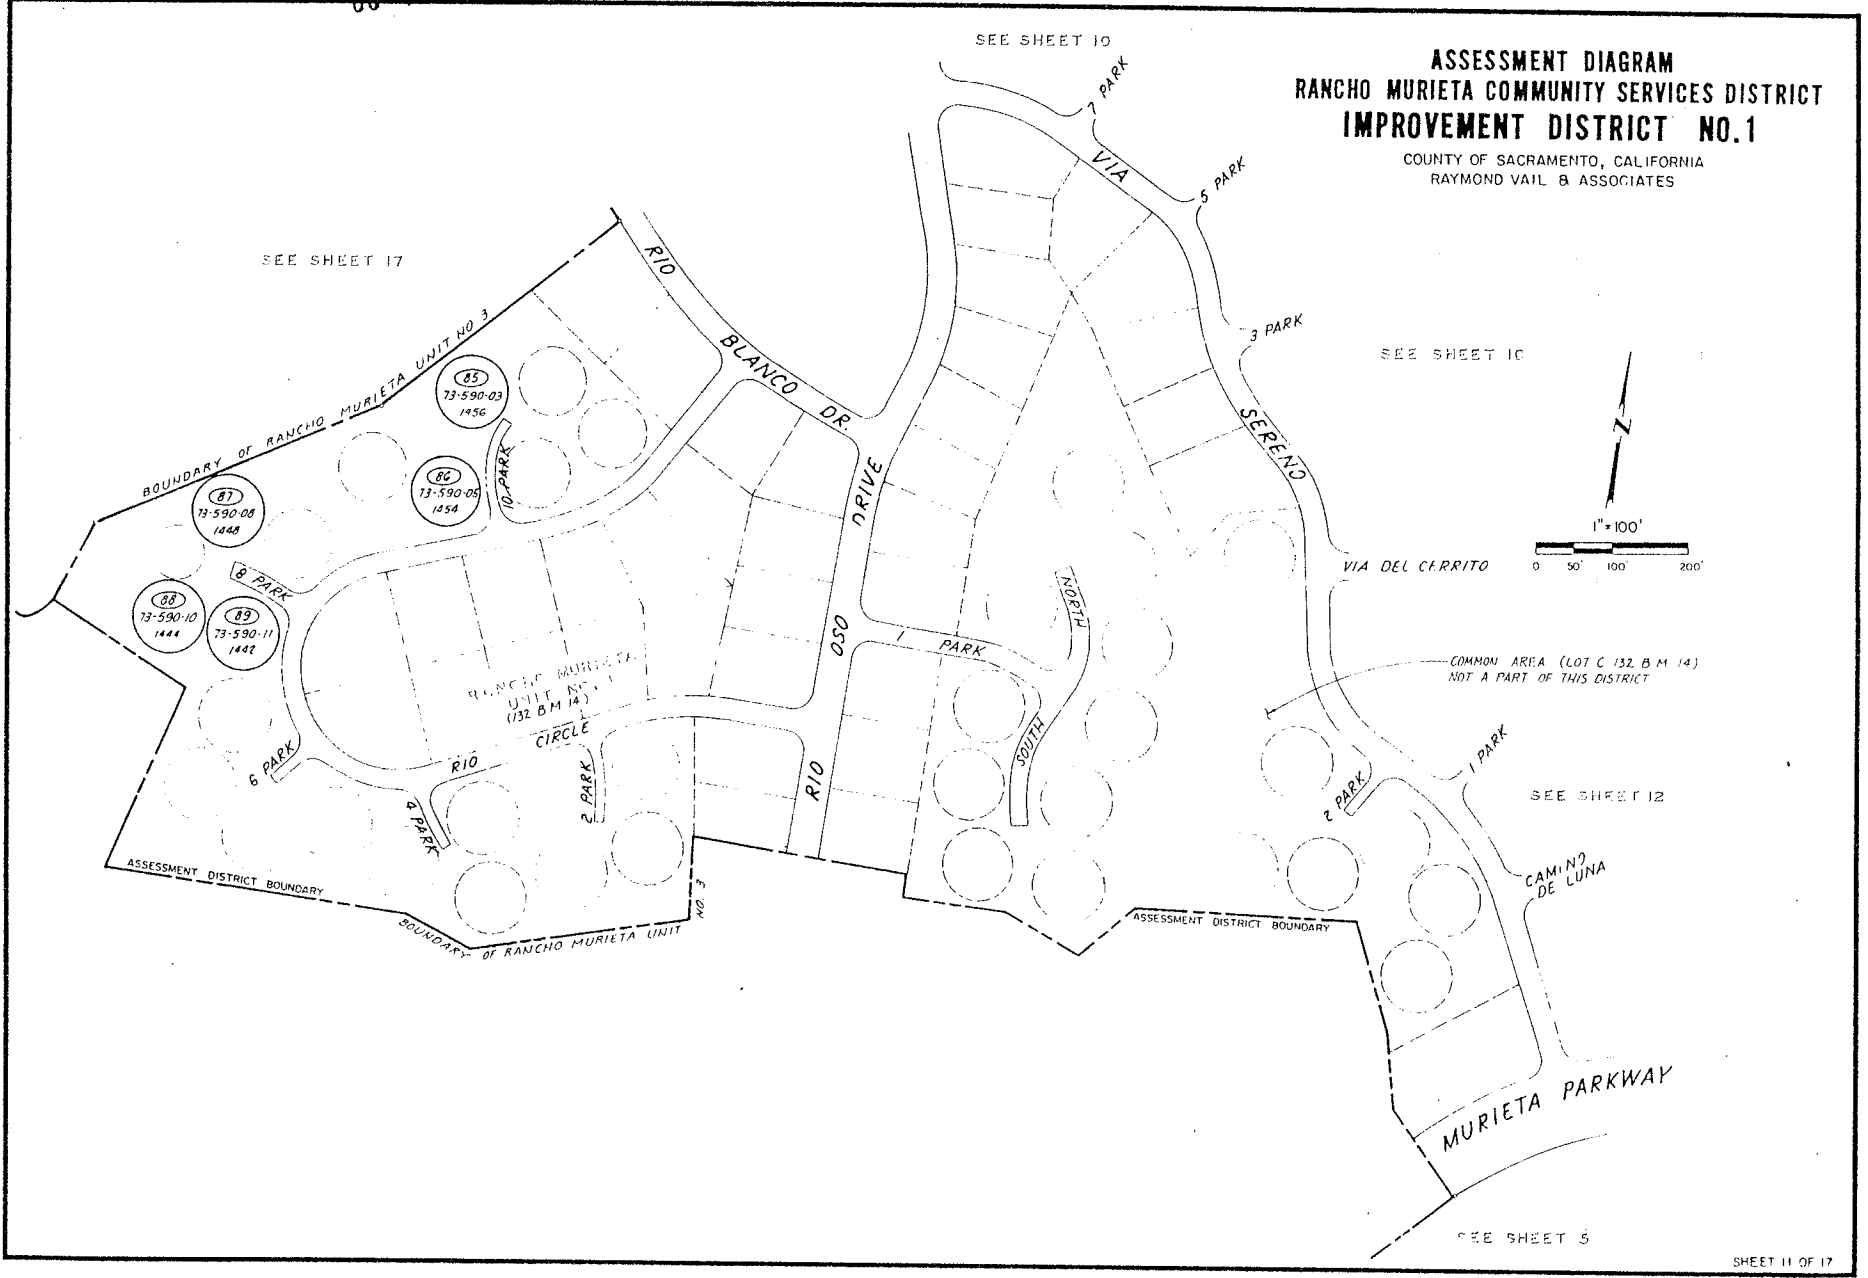 SEE SHEET 10
ASSESSMENT DIAGRAM
RANCHO MURIETA COMMUNITY SERVICES DISTRICT
IMPROVEMENT DISTRICT NO.1
COUNTY OF SACRAMENTO, CALIFORNIA
RAYMOND VAIL & ASSOCIATES
7 PARK
VIA
5 PARK
SEE SHEET 17
RIO
BLANCO
DR.
3 PARK
SEE SHEET 10
N
BOUNDARY OF RANCHO MURIETA UNIT NO 3
85
73-590-03
1456
86
73-590-05
1454
10 PARK
87
73-590-08
1448
SERENO
DRIVE
1"=100'
0 50' 100' 200'
VIA DEL CERRITO
8 PARK
88
73-590-10
1444
89
73-590-11
1442
NORTH
OSO
1 PARK
RANCHO MURIETA
UNIT NO
(132 B M 14)
COMMON AREA (LOT C 132 B M 14)
NOT A PART OF THIS DISTRICT
CIRCLE
RIO
6 PARK
4 PARK
2 PARK
RIO
SOUTH
1 PARK
2 PARK
SEE SHEET 12
CAMINO
DE LUNA
ASSESSMENT DISTRICT BOUNDARY
BOUNDARY OF RANCHO MURIETA UNIT
NO. 3
ASSESSMENT DISTRICT BOUNDARY
MURIETA PARKWAY
SEE SHEET 5
SHEET 11 OF 17